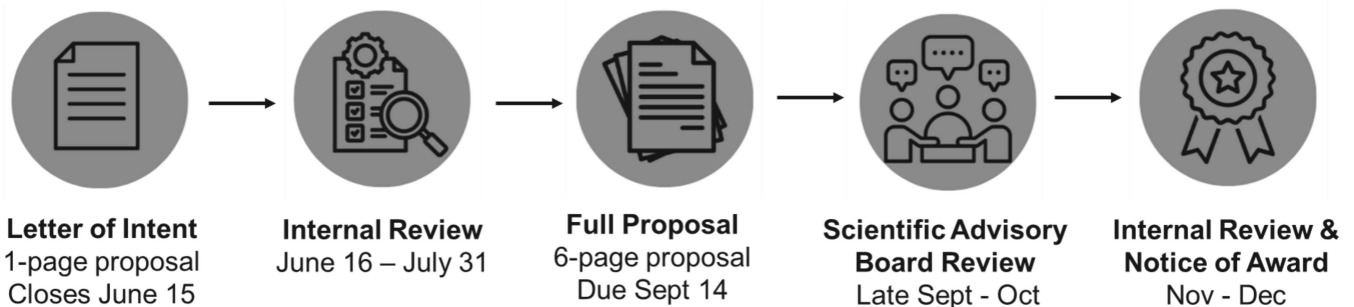 Letter of Intent
1-page proposal
Closes June 15
Internal Review
June 16 – July 31
Full Proposal
6-page proposal
Due Sept 14
Scientific Advisory
Board Review
Late Sept - Oct
Internal Review &
Notice of Award
Nov - Dec